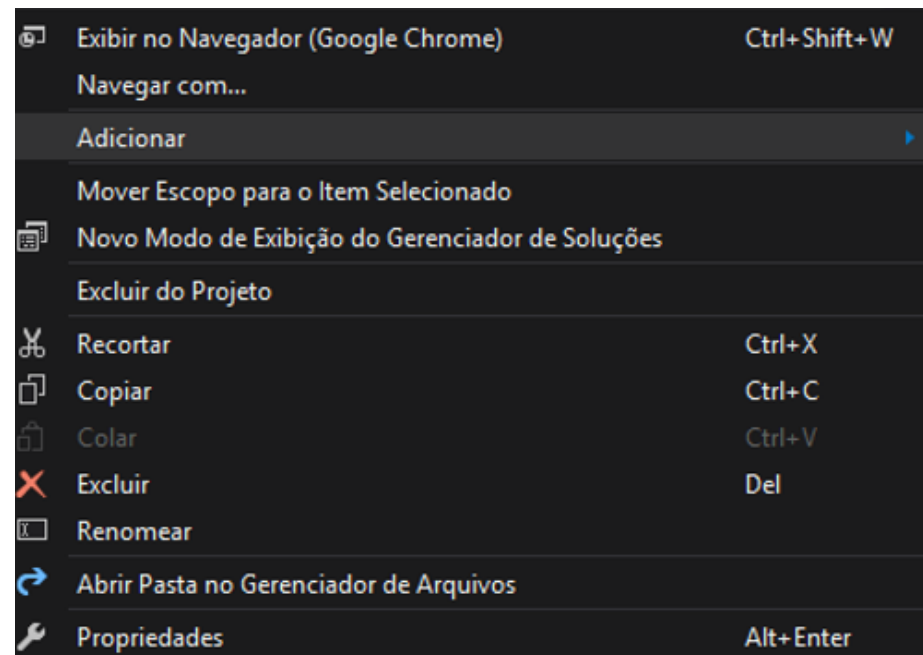 Exibir no Navegador (Google Chrome) Ctrl+Shift+W
Navegar com...
Adicionar
Mover Escopo para o Item Selecionado
Novo Modo de Exibição do Gerenciador de Soluções
Excluir do Projeto
Recortar Ctrl+X
Copiar Ctrl+C
Colar Ctrl+V
Excluir Del
Renomear
Abrir Pasta no Gerenciador de Arquivos
Propriedades Alt+Enter